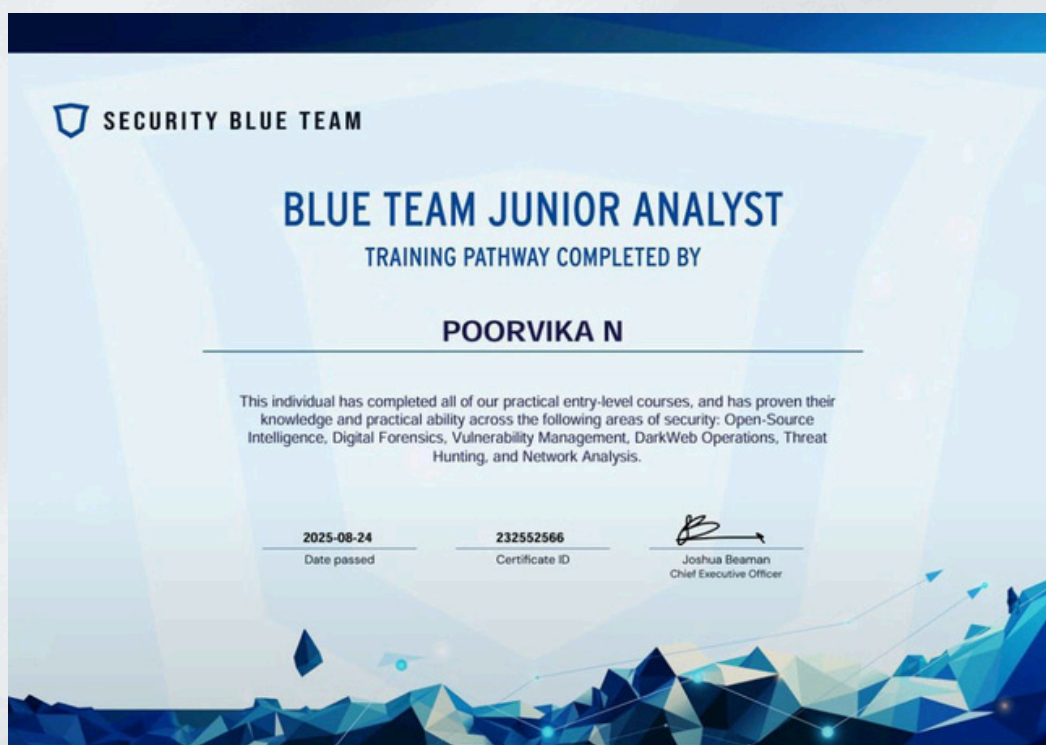 SECURITY BLUE TEAM
BLUE TEAM JUNIOR ANALYST
TRAINING PATHWAY COMPLETED BY
POORVIKA N
This individual has completed all of our practical entry-level courses, and has proven their
knowledge and practical ability across the following areas of security: Open-Source
Intelligence, Digital Forensics, Vulnerability Management, DarkWeb Operations, Threat
Hunting, and Network Analysis.
2025-08-24
Date passed
232552566
Certificate ID
Joshua Beaman
Chief Executive Officer